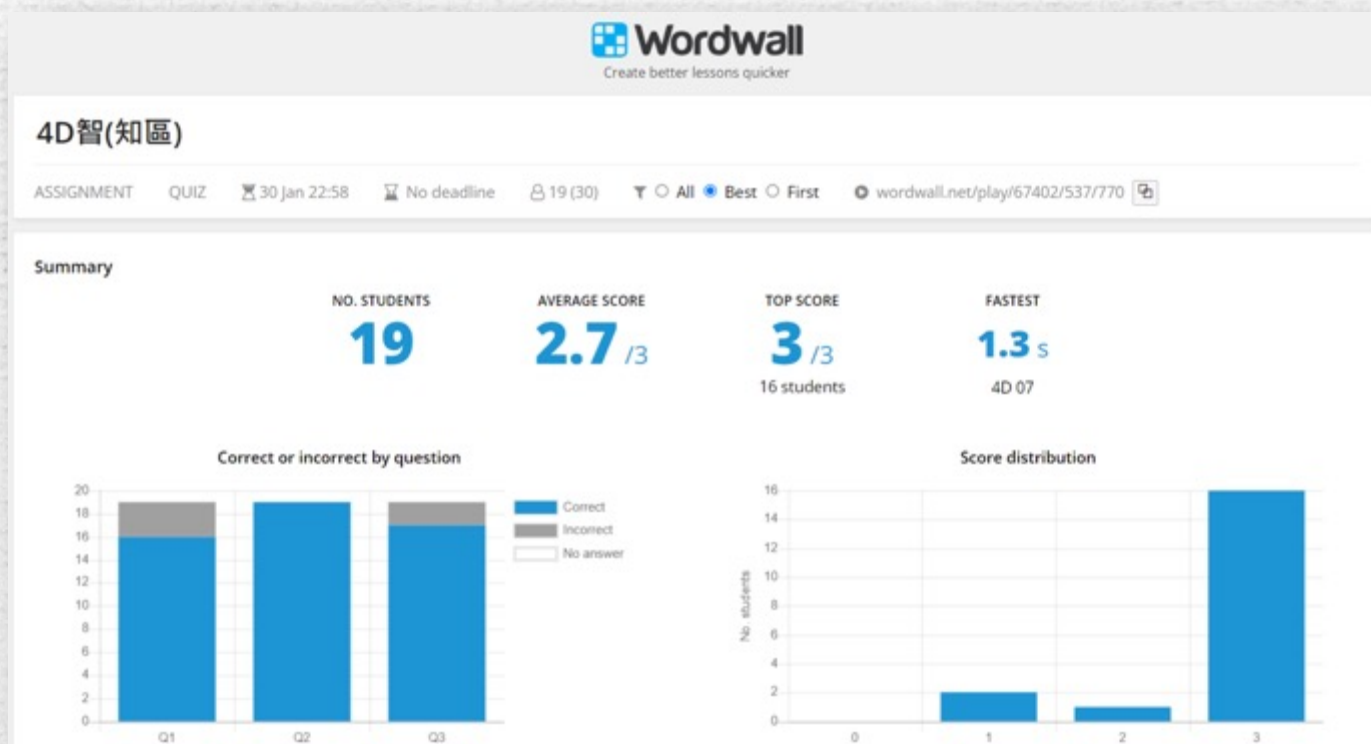 Wordwall
Create better lessons quicker
4D智(知區)
ASSIGNMENT QUIZ 30 Jan 22:58 No deadline 19 (30) All Best First wordwall.net/play/67402/537/770
Summary
NO. STUDENTS AVERAGE SCORE TOP SCORE FASTEST
19 2.7 /3 3 /3 1.3 s
16 students 4D 07
Correct or incorrect by question
20
18
16
14
12
10
8
6
4
2
0
Q1 Q2 Q3
Correct
Incorrect
No answer
Score distribution
No. students
16
14
12
10
8
6
4
2
0
0 1 2 3